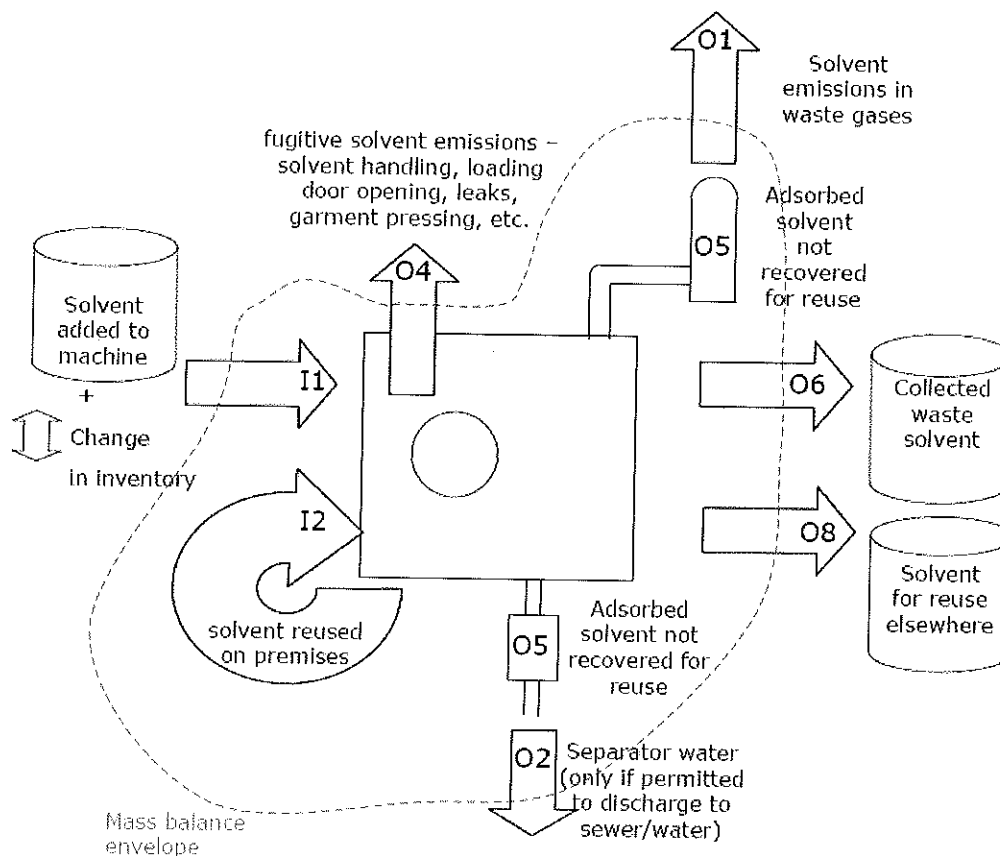 O1
Solvent
emissions in
waste gases
fugitive solvent emissions –
solvent handling, loading
door opening, leaks,
garment pressing, etc.
O4
Adsorbed
solvent
not
recovered
for reuse
O5
Solvent
added to
machine
+
Change
in inventory
I1
O6
Collected
waste
solvent
I2
solvent reused
on premises
O8
Solvent
for reuse
elsewhere
O5
Adsorbed
solvent not
recovered for
reuse
O2
Separator water
(only if permitted
to discharge to
sewer/water)
Mass balance
envelope